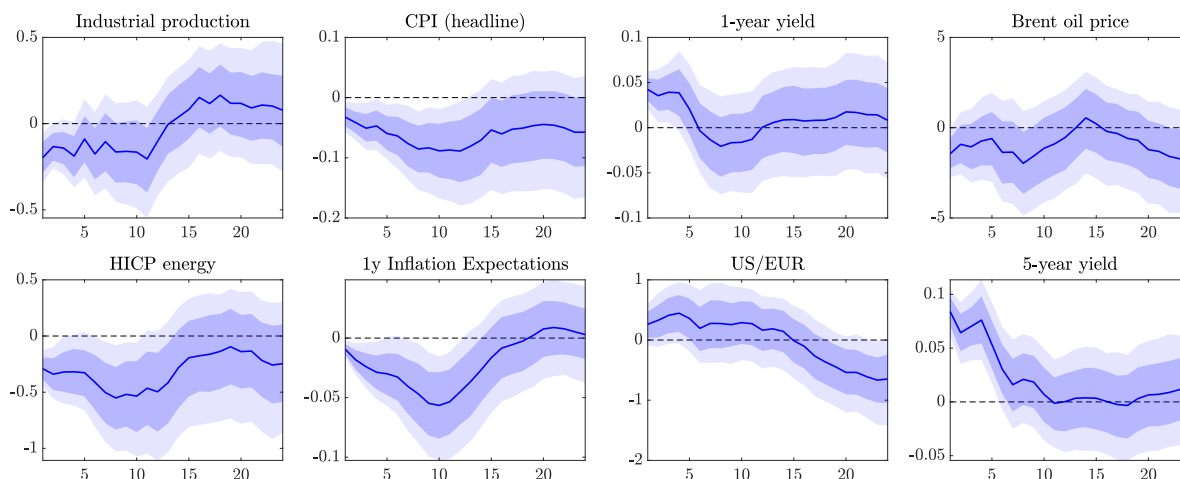 Industrial production
CPI (headline)
1-year yield
Brent oil price
0.5
0
-0.5
5 10 15 20
0.1
0
-0.1
-0.2
5 10 15 20
0.1
0.05
0
-0.05
-0.1
5 10 15 20
5
0
-5
5 10 15 20
HICP energy
1y Inflation Expectations
US/EUR
5-year yield
0.5
0
-0.5
-1
5 10 15 20
0
-0.05
-0.1
5 10 15 20
1
0
-1
-2
5 10 15 20
0.1
0.05
0
-0.05
5 10 15 20